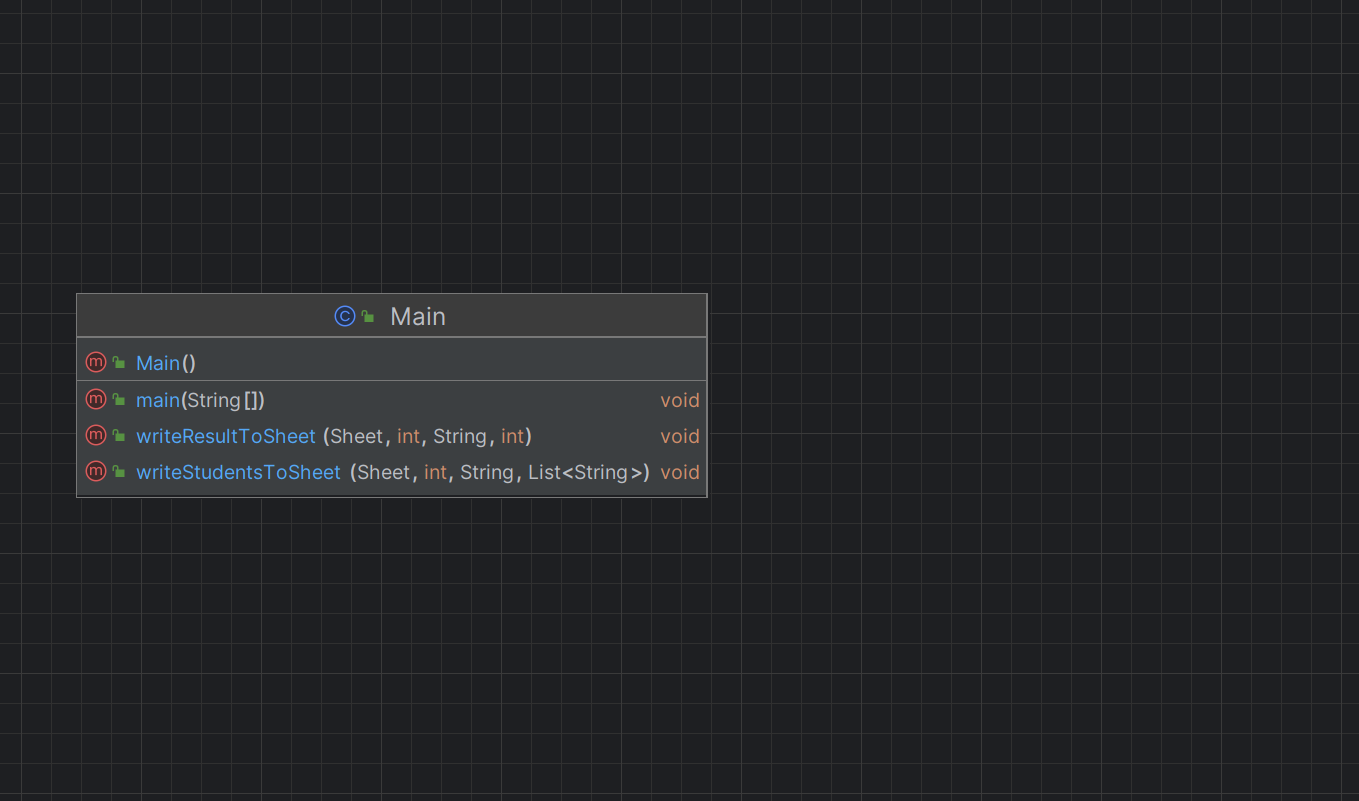 Main
Main()
main(String[]) void
writeResultToSheet (Sheet, int, String, int) void
writeStudentsToSheet (Sheet, int, String, List<String>) void